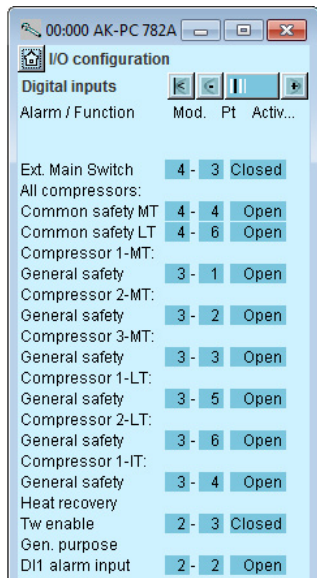 00:000 AK-PC 782A
I/O configuration
Digital inputs
Alarm / Function Mod. Pt Activ...
Ext. Main Switch 4 - 3 Closed
All compressors:
Common safety MT 4 - 4 Open
Common safety LT 4 - 6 Open
Compressor 1-MT:
General safety 3 - 1 Open
Compressor 2-MT:
General safety 3 - 2 Open
Compressor 3-MT:
General safety 3 - 3 Open
Compressor 1-LT:
General safety 3 - 5 Open
Compressor 2-LT:
General safety 3 - 6 Open
Compressor 1-IT:
General safety 3 - 4 Open
Heat recovery
Tw enable 2 - 3 Closed
Gen. purpose
DI1 alarm input 2 - 2 Open